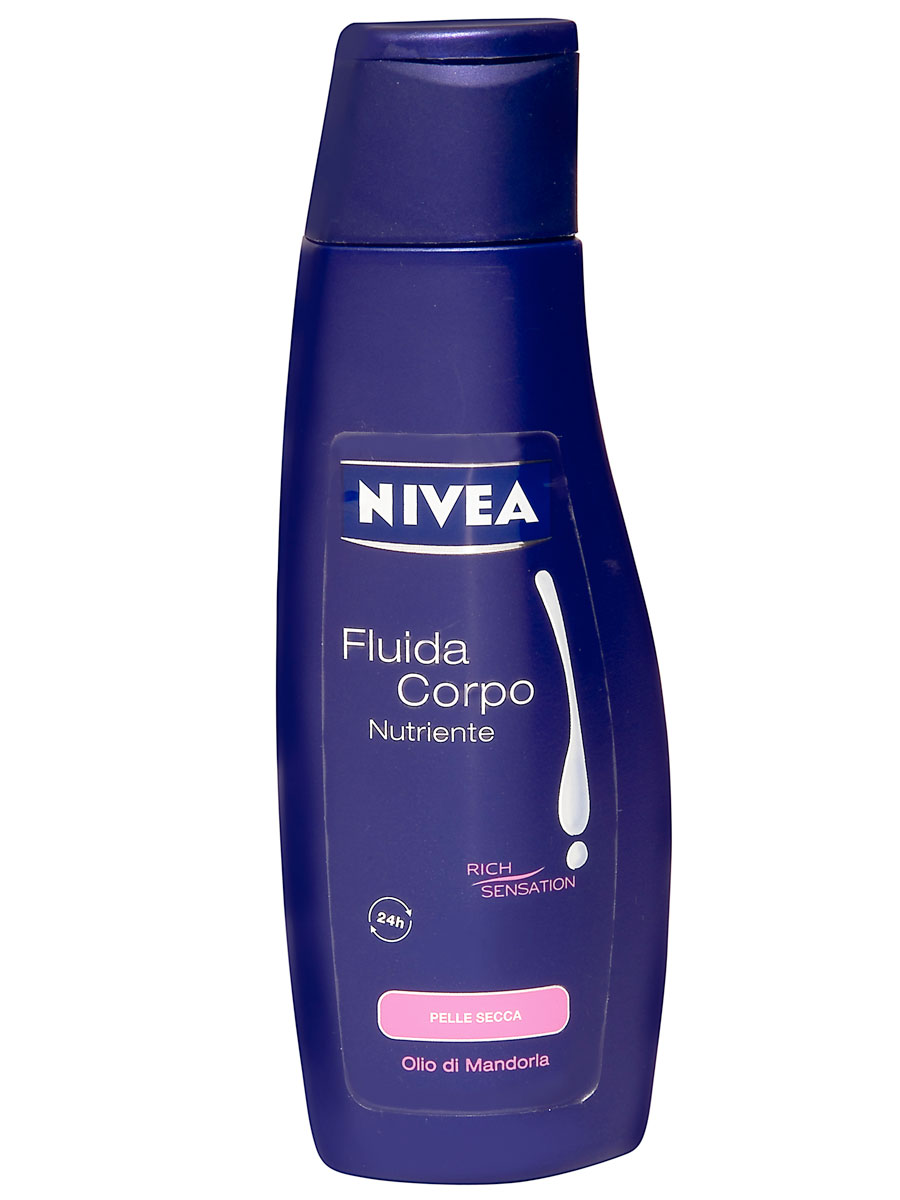 NIVEA
Fluida
Corpo
Nutriente
RICH
SENSATION
24h
PELLE SECCA
Olio di Mandorla